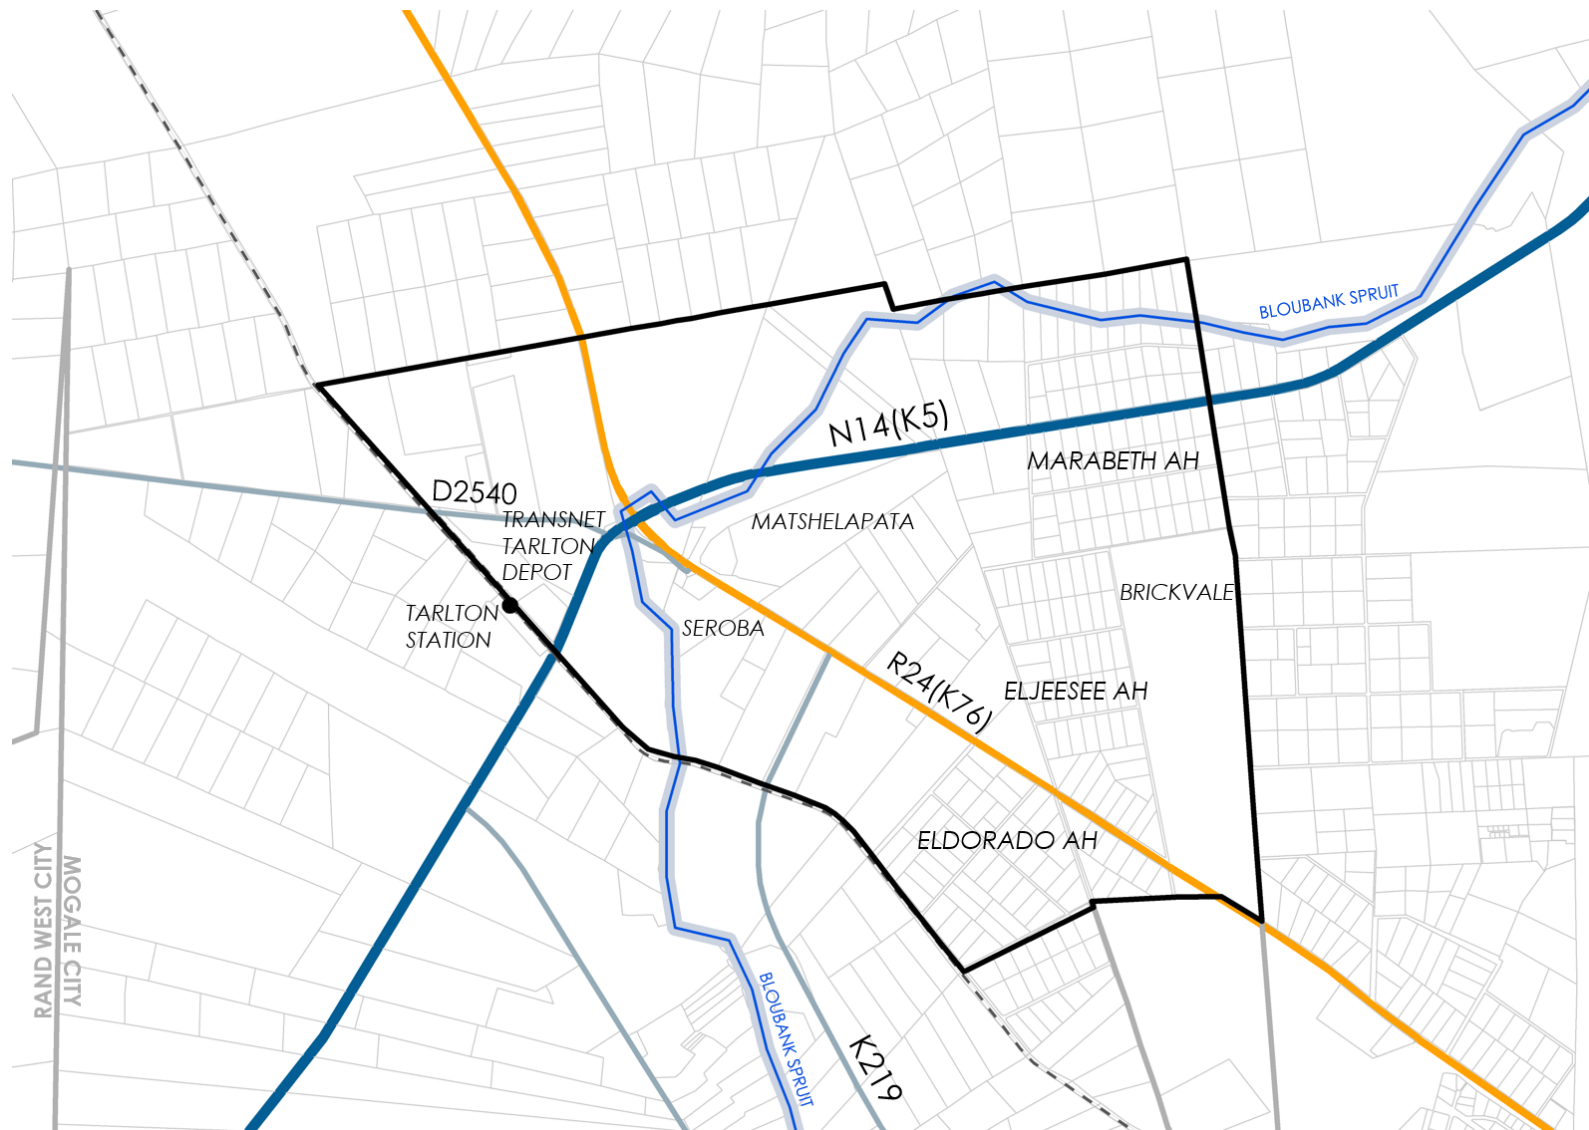 BLOUBANK SPRUIT
N14(K5)
MARABETH AH
D2540
TRANSNET
TARLTON
DEPOT
MATSHELAPATA
BRICKVALE
TARLTON
STATION
SEROBA
R24(K76)
ELJEESEE AH
ELDORADO AH
RAND WEST CITY
MOGALE CITY
BLOUBANK SPRUIT
K219